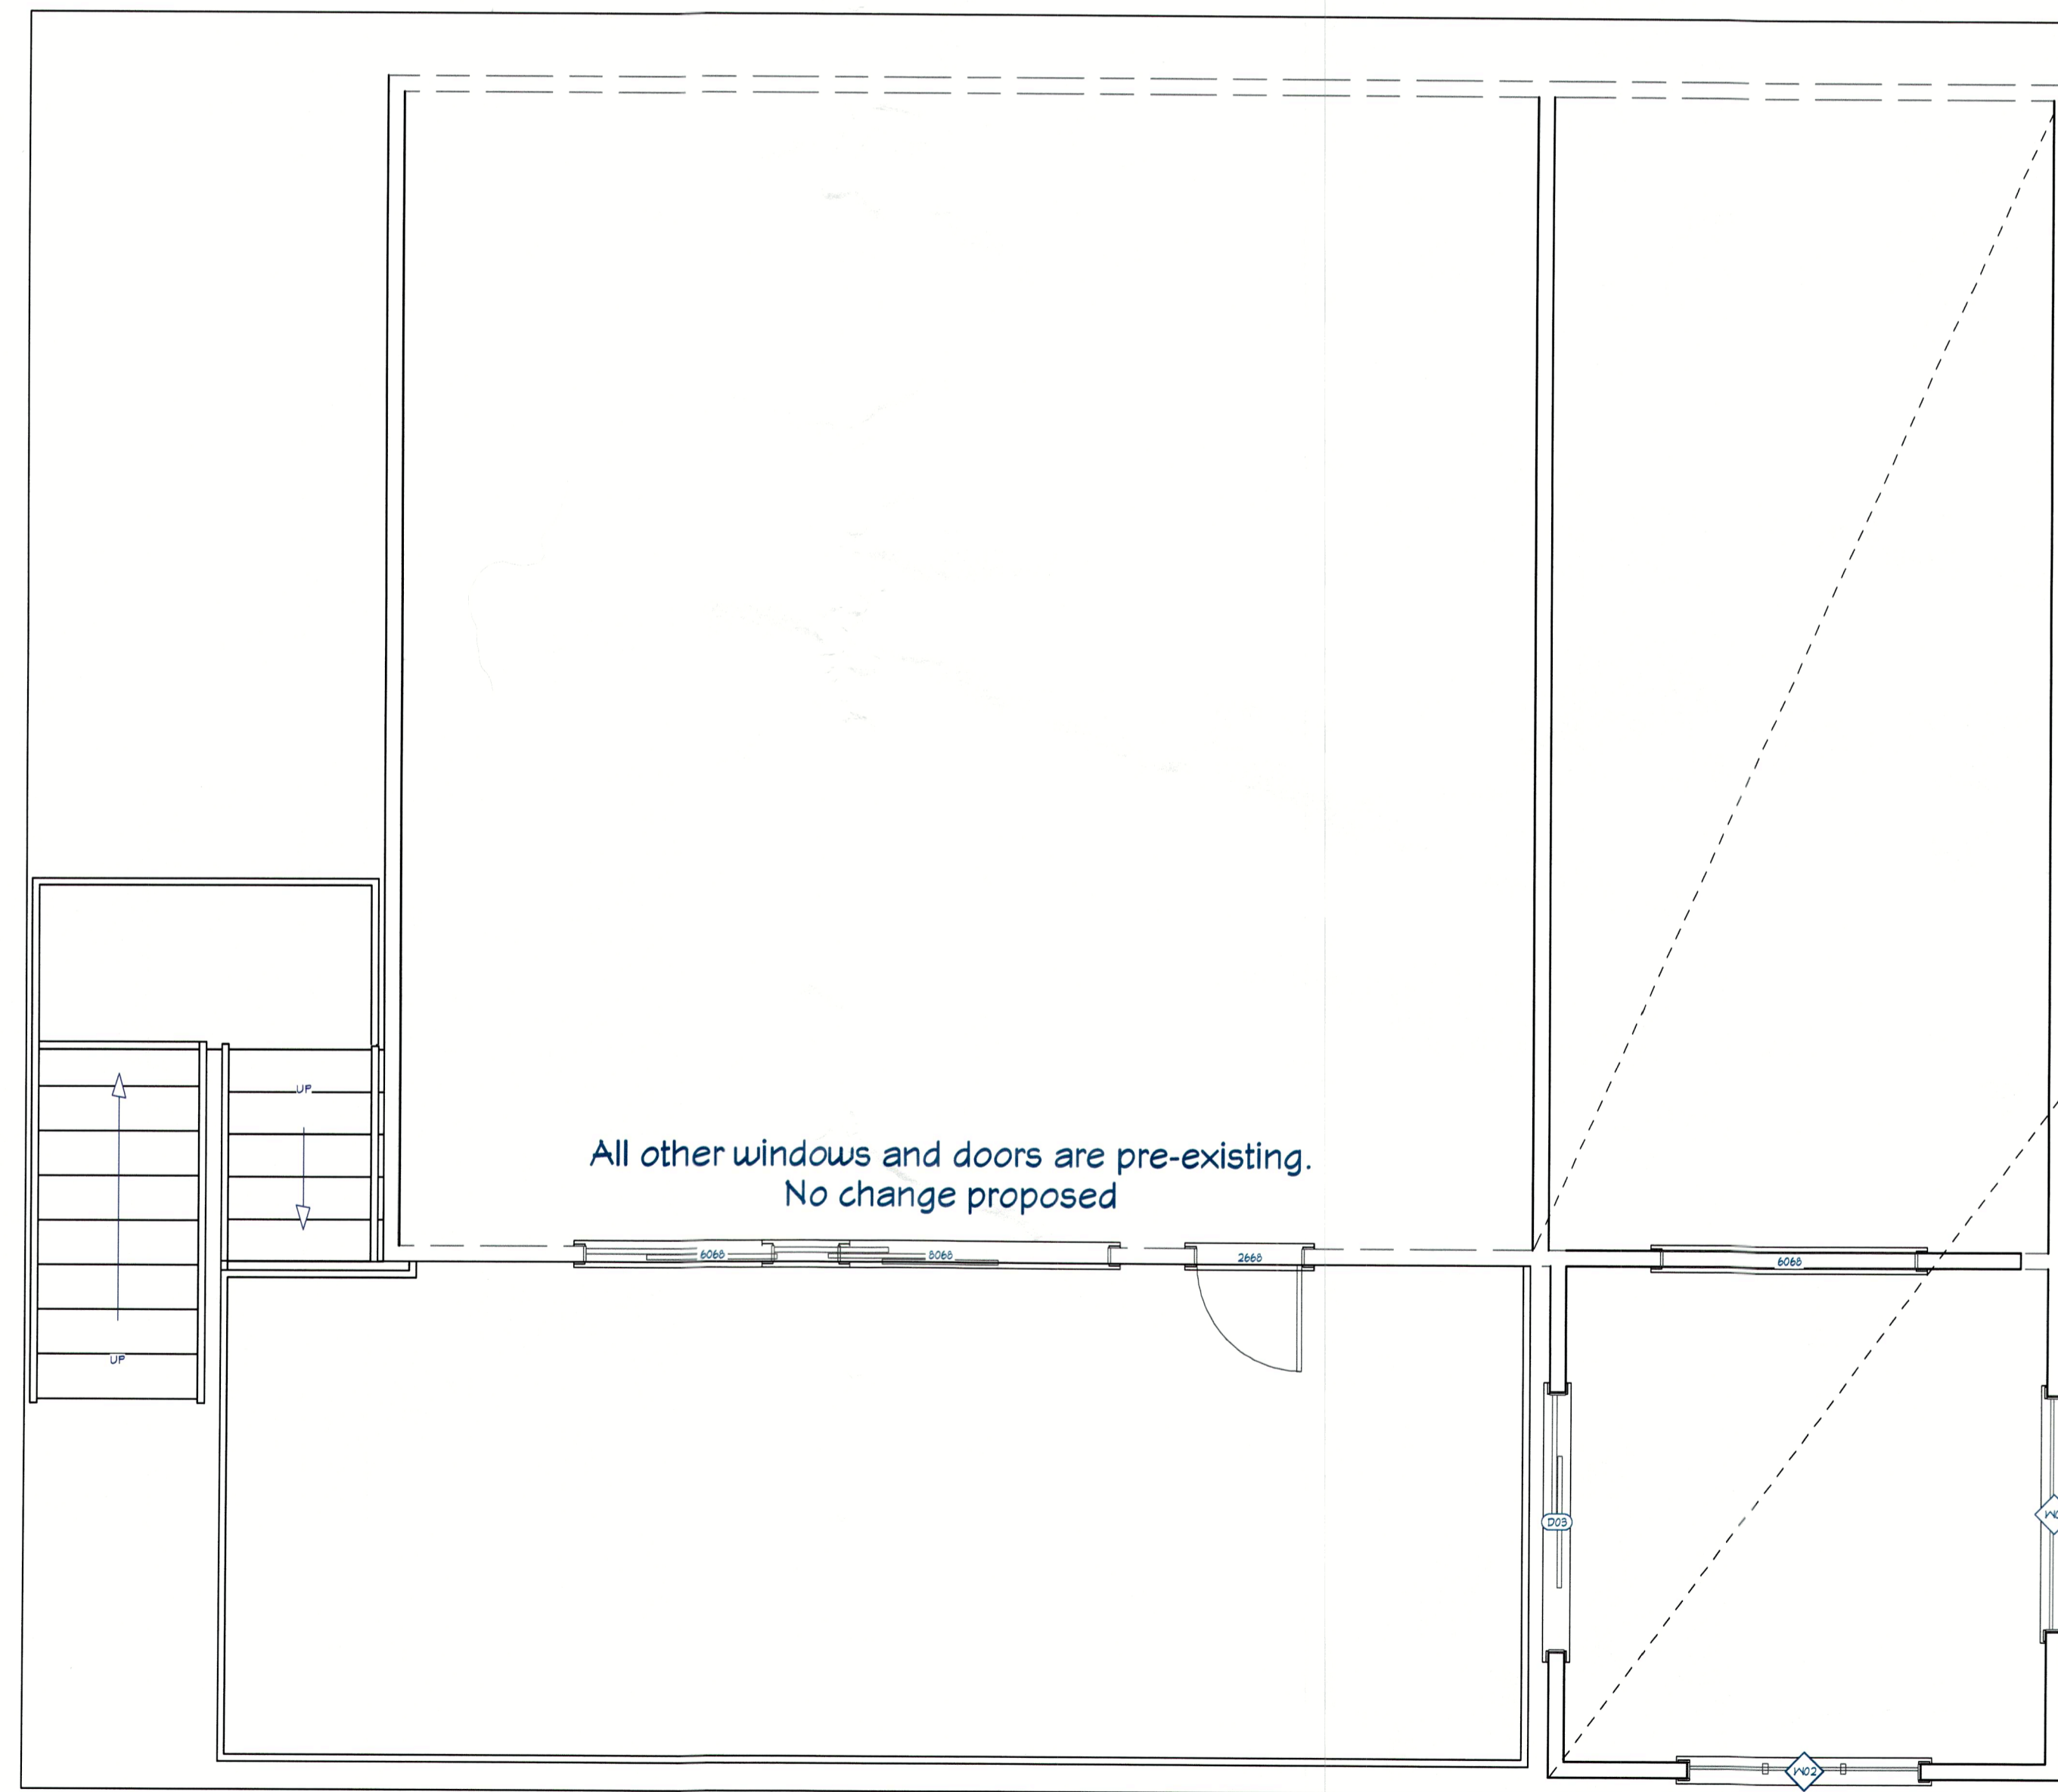 UP
All other windows and doors are pre-existing.
No change proposed
6068 8068 2668 6068
UP
D03
W02